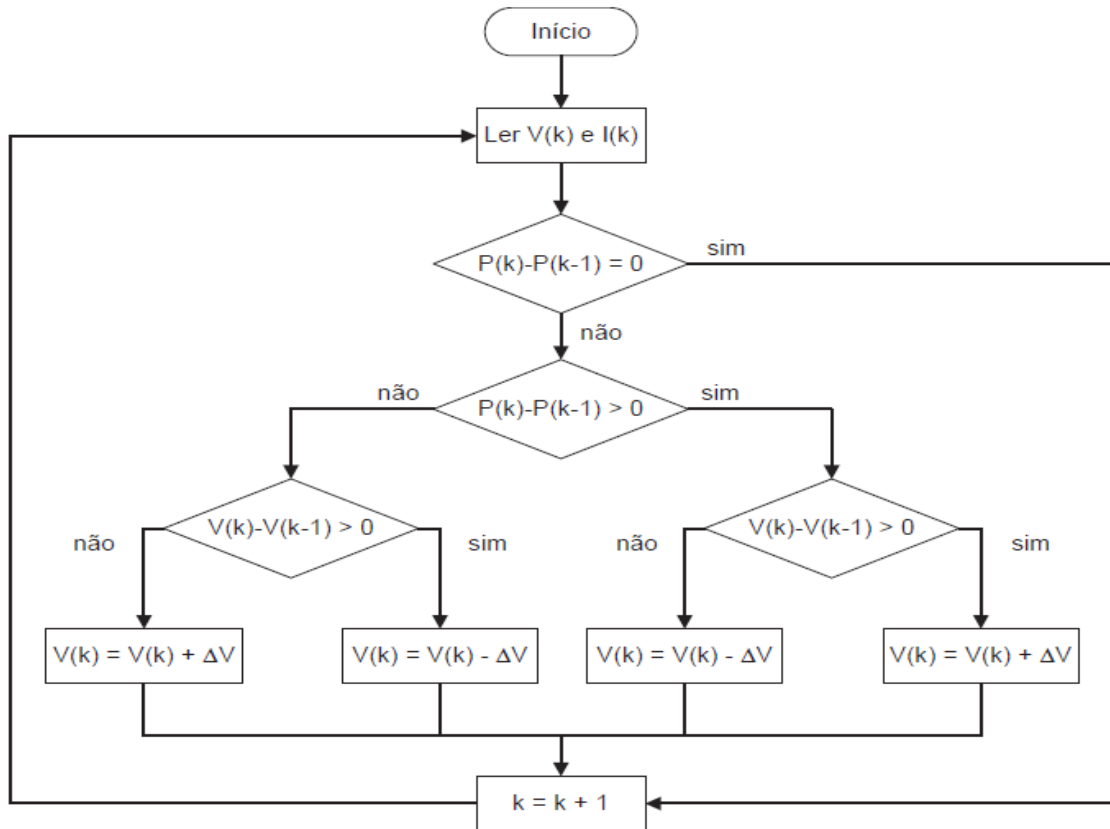 Início
Ler V(k) e I(k)
P(k)-P(k-1) = 0
sim
não
P(k)-P(k-1) > 0
não
sim
V(k)-V(k-1) > 0
não
sim
V(k)-V(k-1) > 0
não
sim
V(k) = V(k) + ΔV
V(k) = V(k) - ΔV
V(k) = V(k) - ΔV
V(k) = V(k) + ΔV
k = k + 1